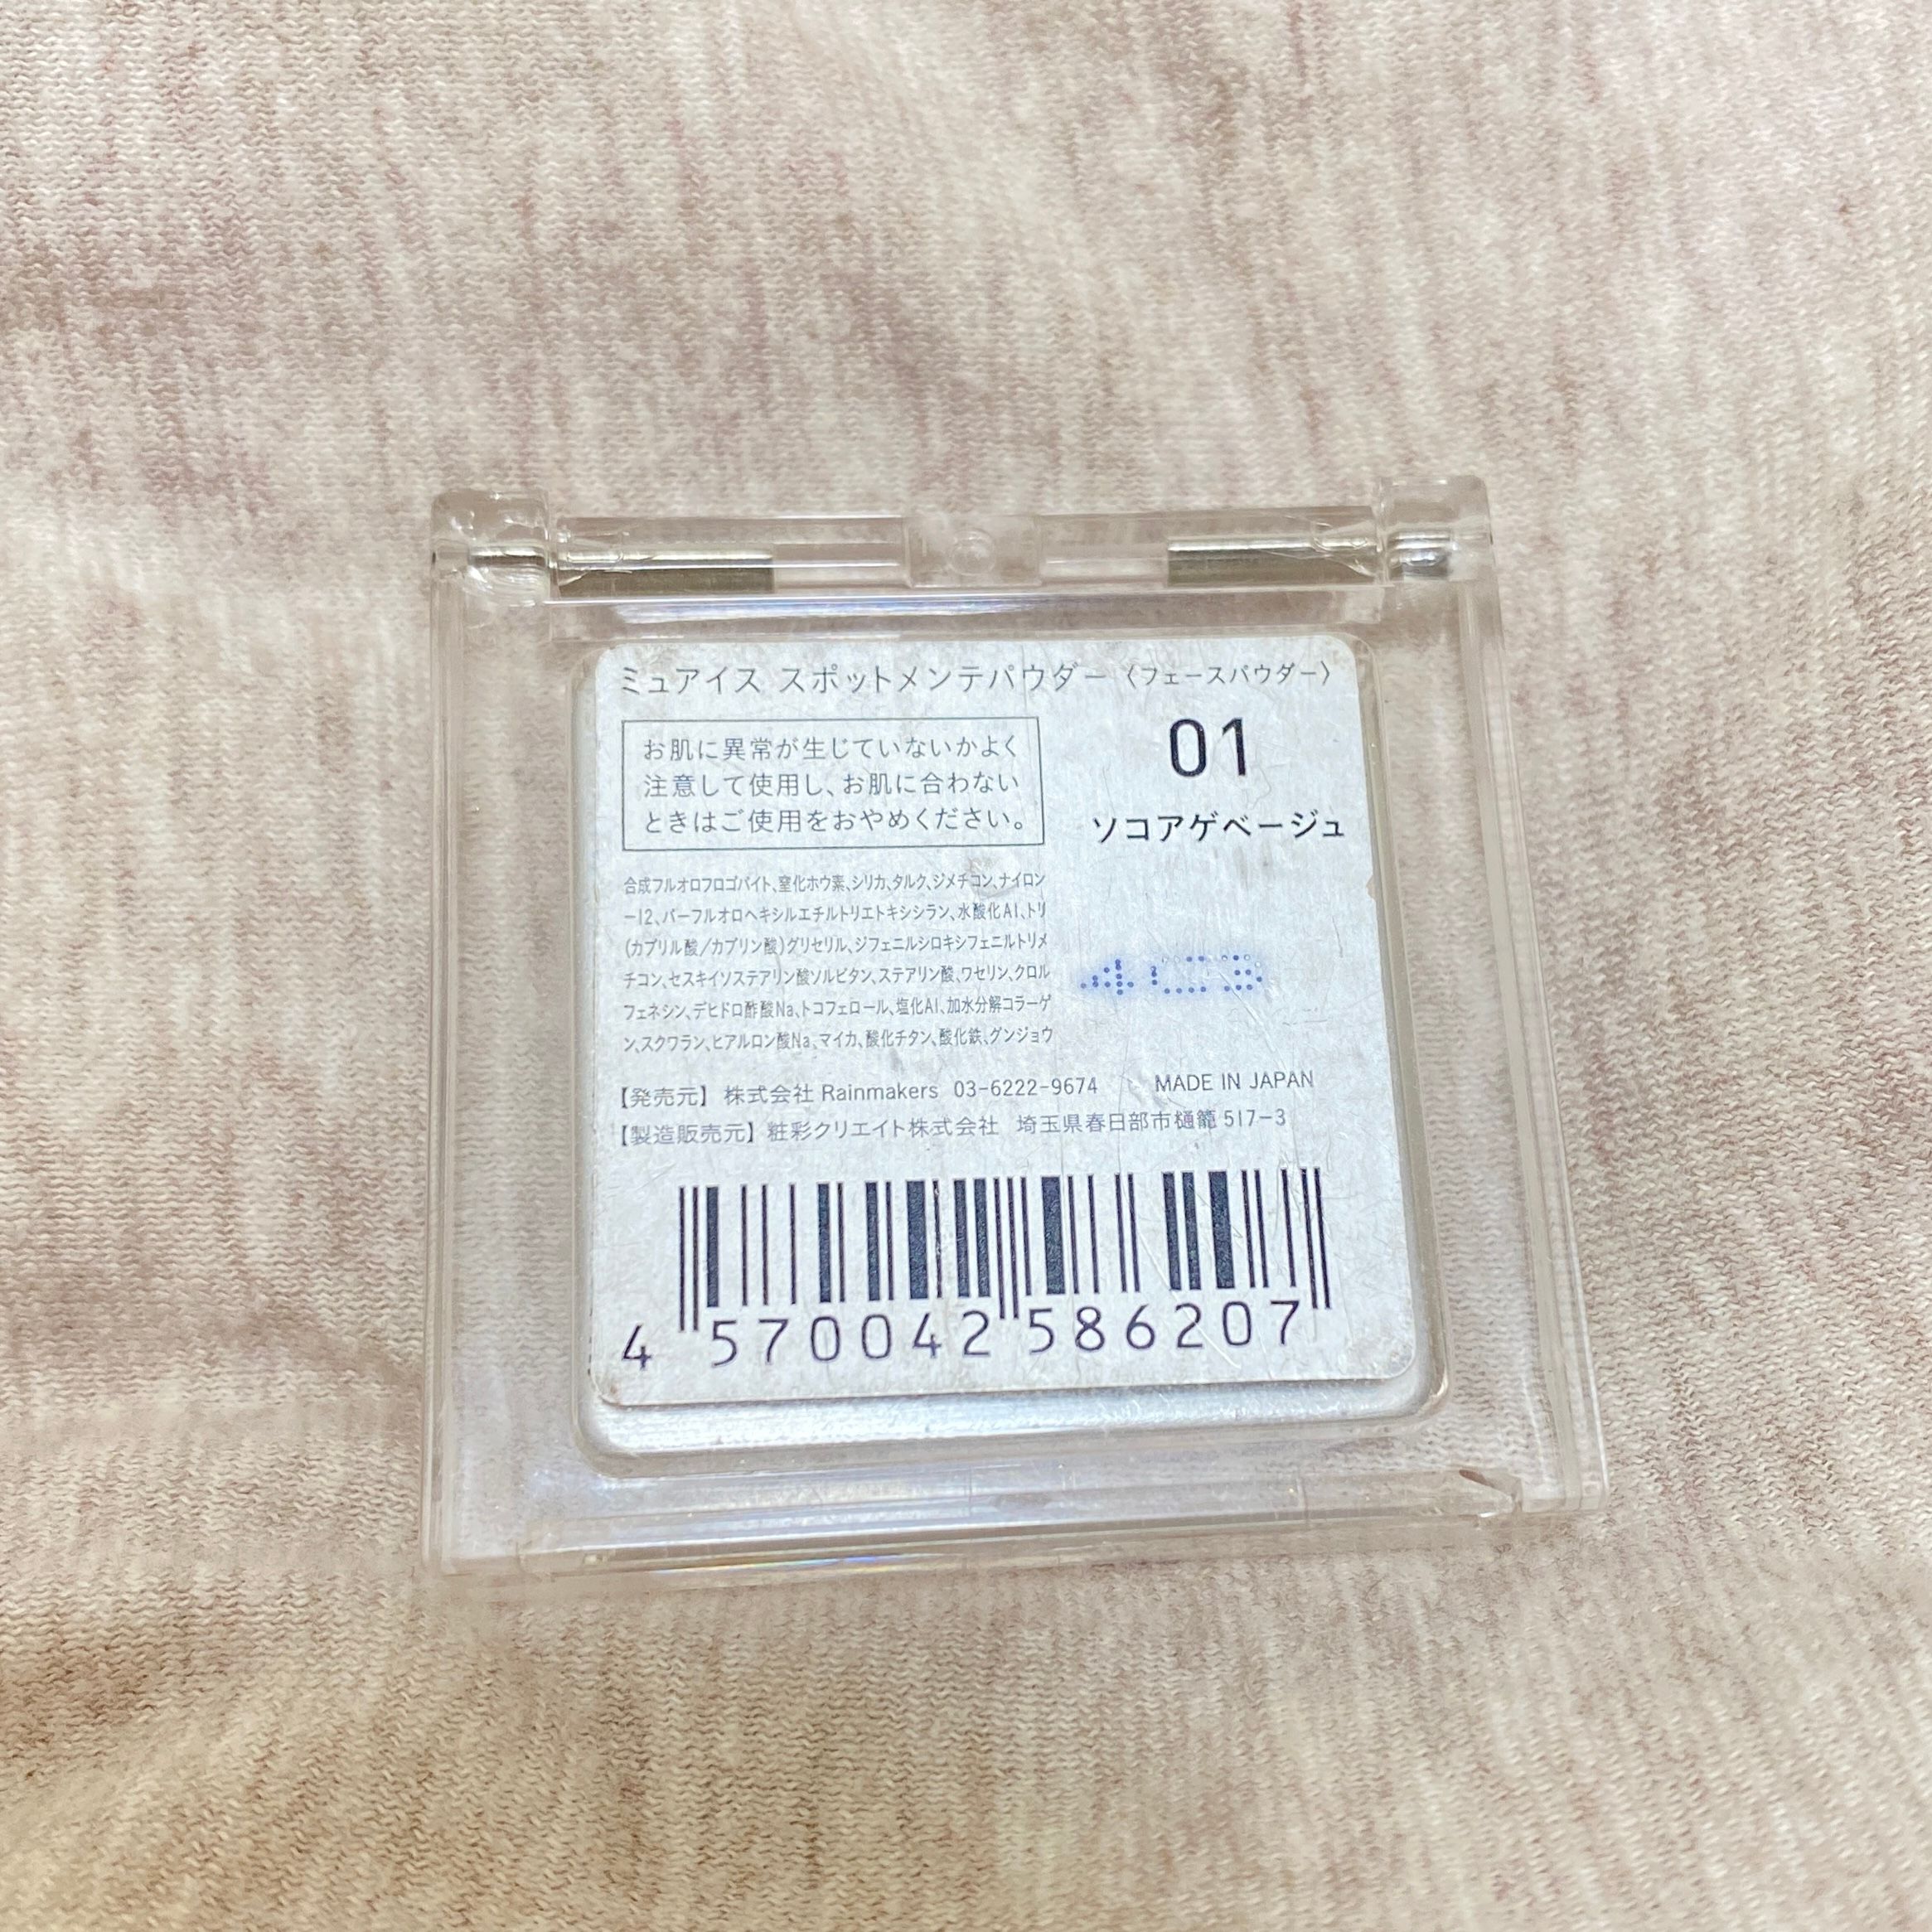 ミュアイス スポットメンテパウダー〈フェースパウダー〉
お肌に異常が生じていないかよく
注意して使用し、お肌に合わない
ときはご使用をおやめください。
01
ソコアゲベージュ
合成フルオロフロゴパイト、窒化ホウ素、シリカ、タルク、ジメチコン、ナイロン
-12、パーフルオロヘキシルエチルトリエトキシシラン、水酸化Al、トリ
(カプリル酸/カプリン酸)グリセリル、ジフェニルシロキシフェニルトリメ
チコン、セスキイソステアリン酸ソルビタン、ステアリン酸、ワセリン、クロル
フェネシン、デヒドロ酢酸Na、トコフェロール、塩化Al、加水分解コラーゲ
ン、スクワラン、ヒアルロン酸Na、マイカ、酸化チタン、酸化鉄、グンジョウ
【発売元】株式会社 Rainmakers 03-6222-9674 MADE IN JAPAN
【製造販売元】粧彩クリエイト株式会社 埼玉県春日部市樋籠 517-3
4 570042 586207